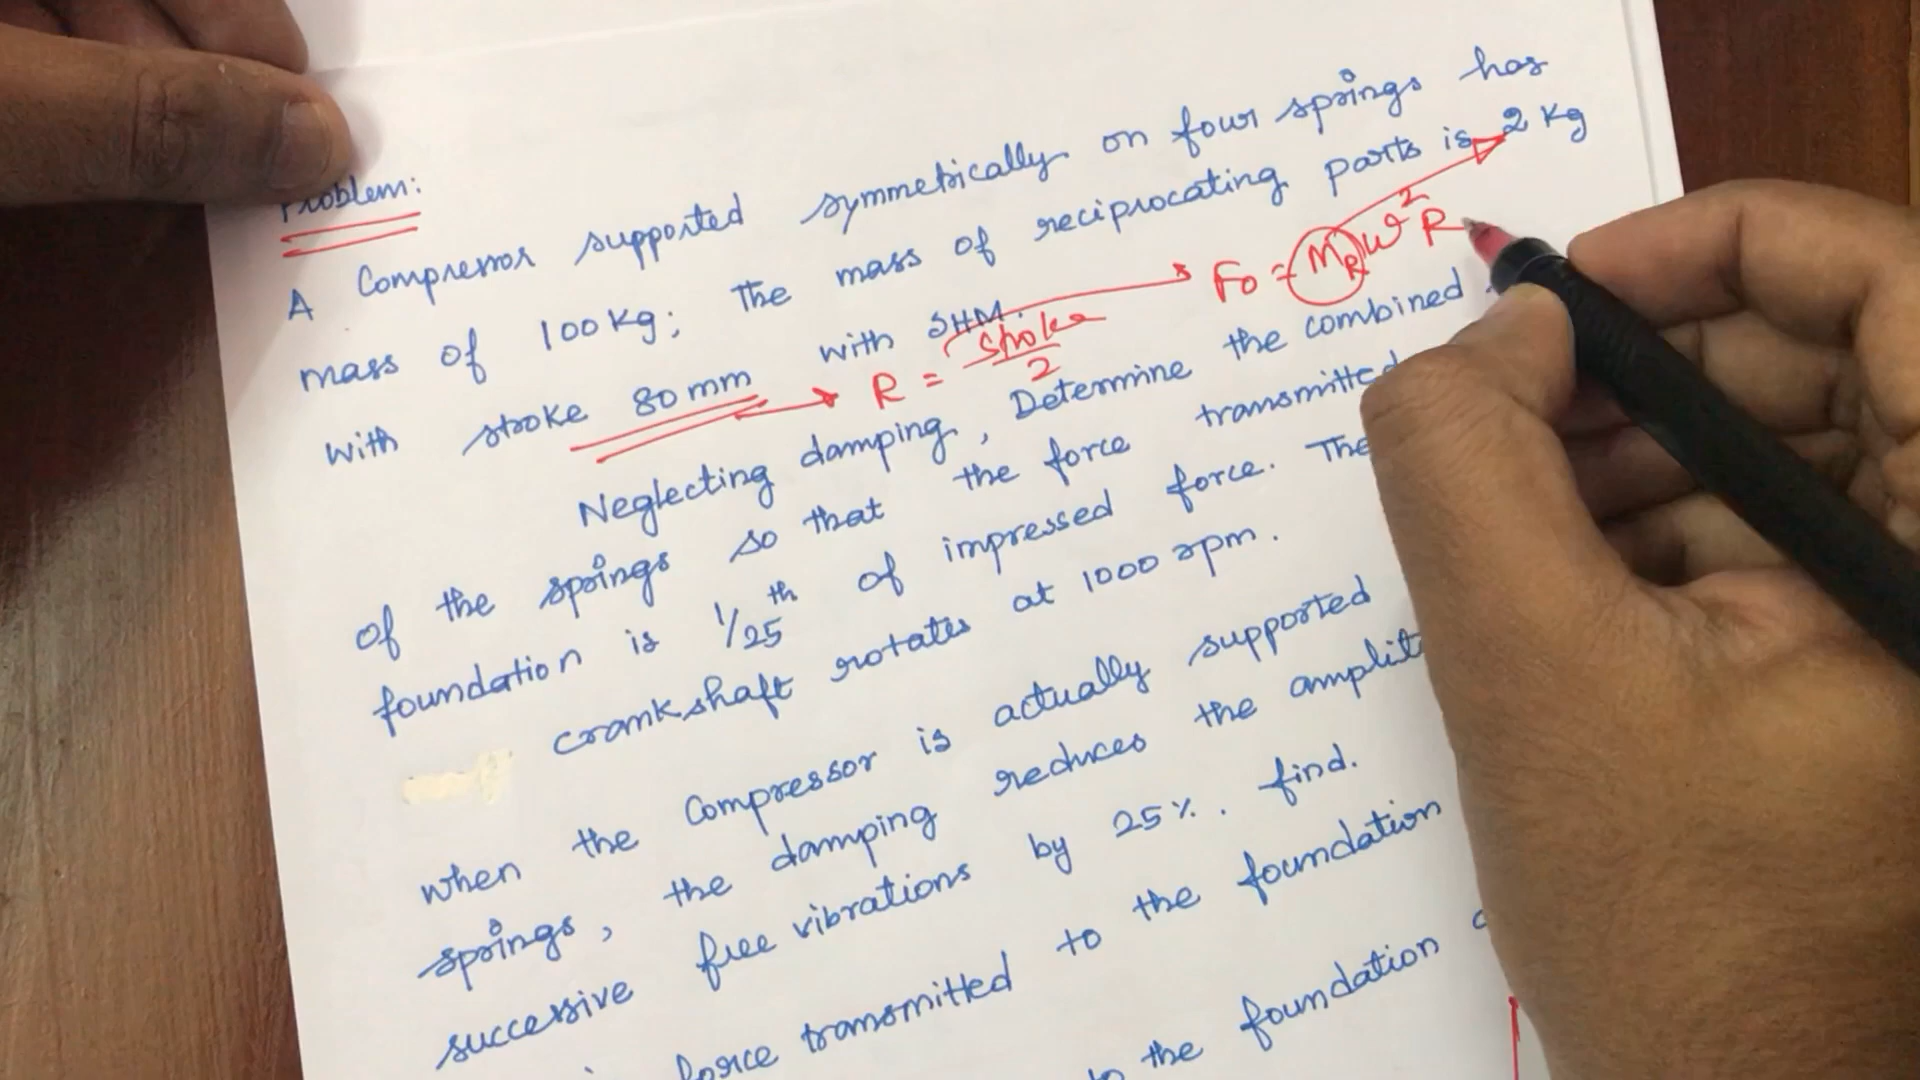 Problem:
A Compressor supported symmetrically on four springs has
mass of 100 Kg; The mass of reciprocating parts is 2 Kg
Fo = MR ω² R
with stroke 80 mm with SHM.
R = stroke/2
Neglecting damping, Determine the combined
of the springs so that the force transmitted
foundation is 1/25th of impressed force. The
crankshaft rotates at 1000 rpm.
when the compressor is actually supported
springs, the damping reduces the
successive free vibrations by 25%. find.
force transmitted to the foundation
the foundation